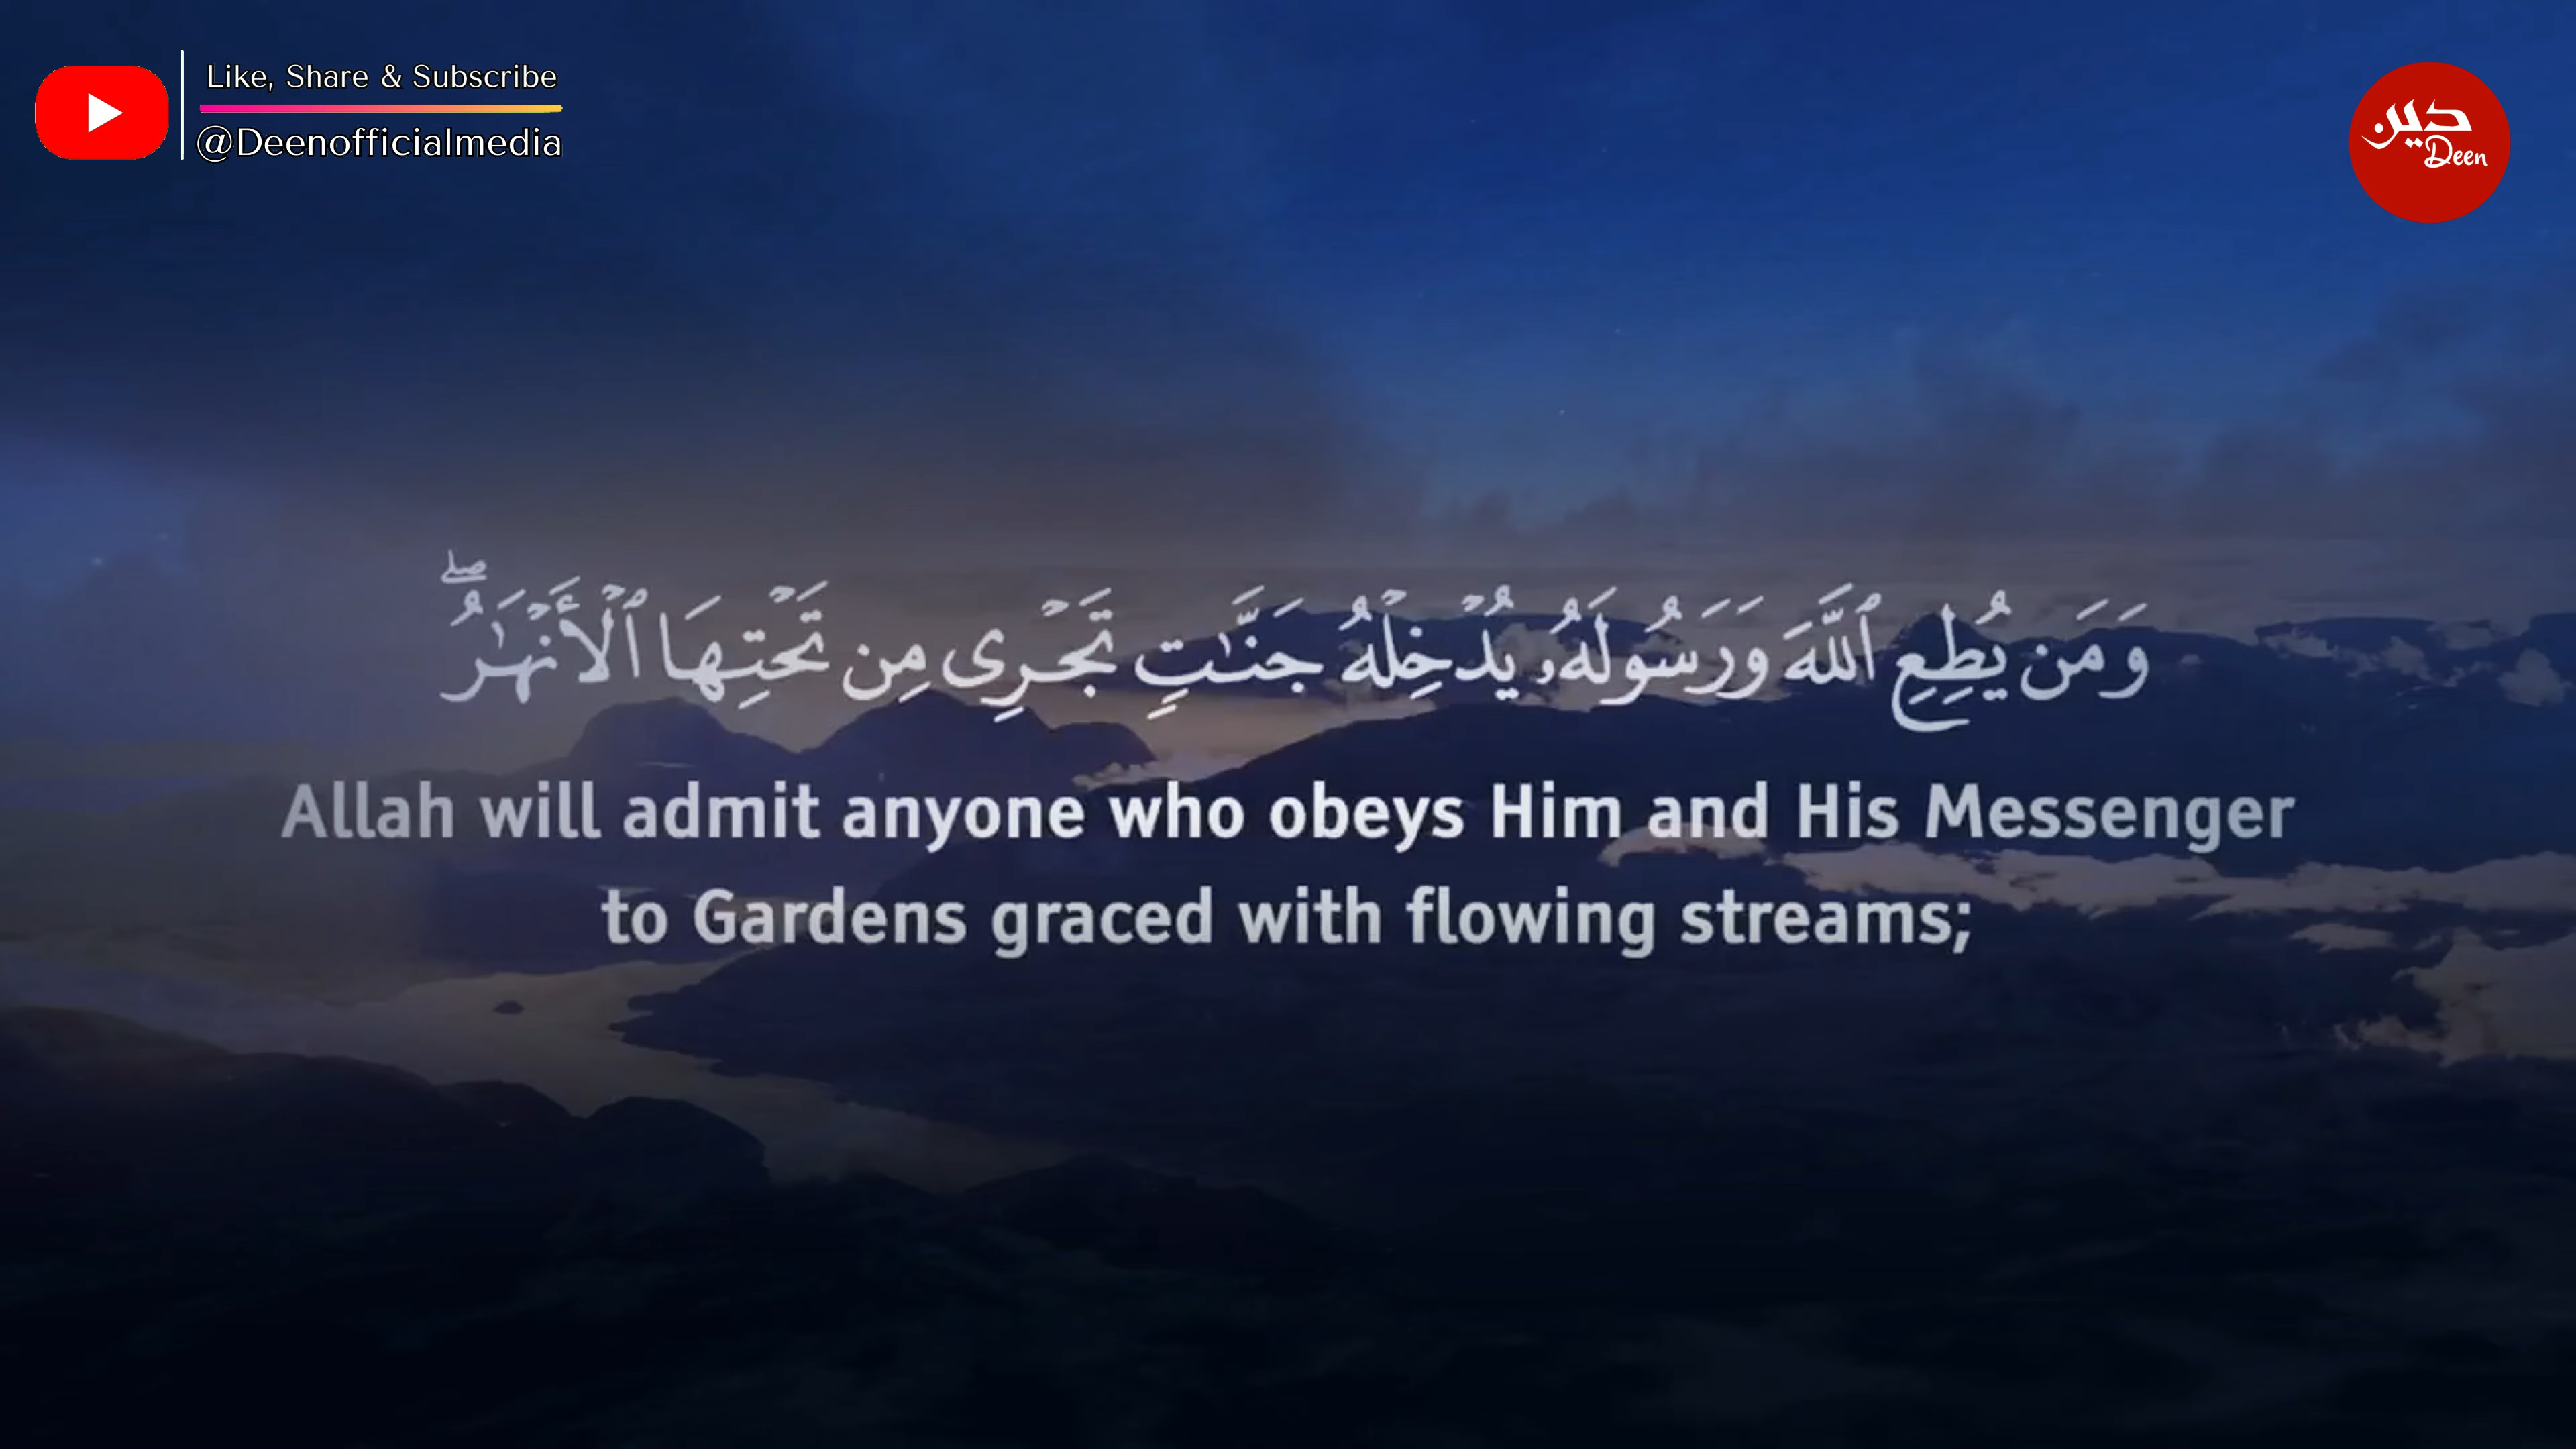 Like, Share & Subscribe
@Deenofficialmedia
دين
Deen
وَمَن يُطِعِ ٱللَّهَ وَرَسُولَهُۥ يُدْخِلْهُ جَنَّـٰتٍ تَجْرِى مِن تَحْتِهَا ٱلْأَنْهَـٰرُ ۖ
Allah will admit anyone who obeys Him and His Messenger
to Gardens graced with flowing streams;